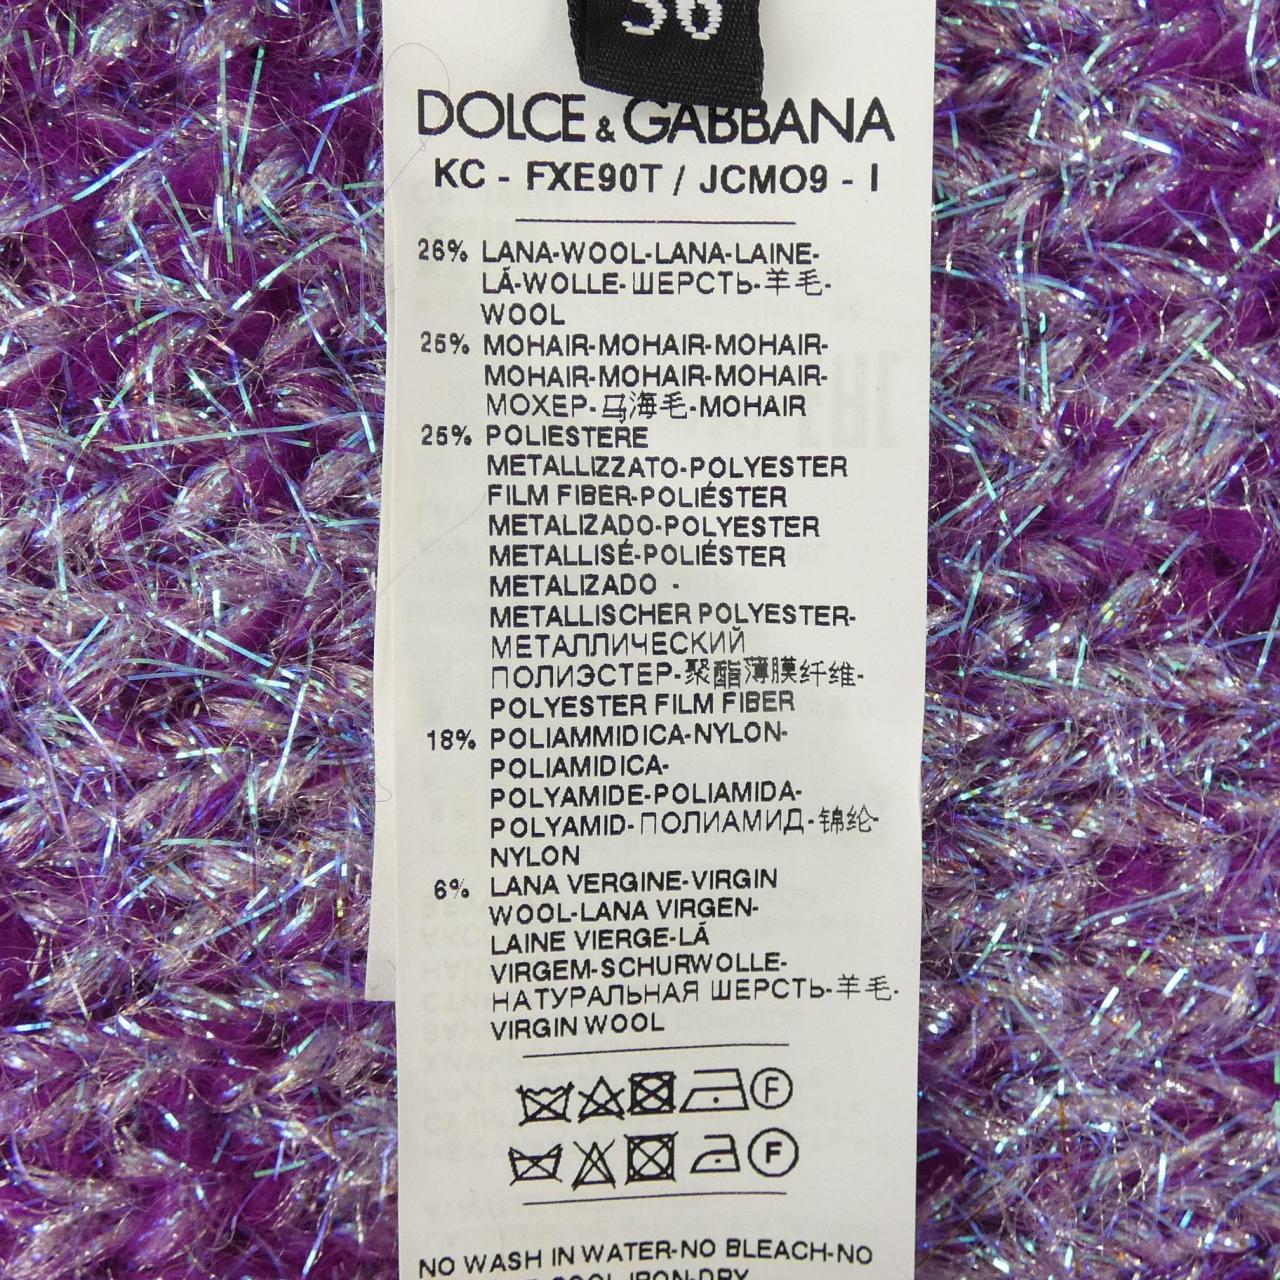 36
DOLCE & GABBANA
KC - FXE90T / JCMO9 - I
26% LANA-WOOL-LANA-LAINE-
LÃ-WOLLE-ШЕРСТЬ-羊毛-
WOOL
25% MOHAIR-MOHAIR-MOHAIR-
MOHAIR-MOHAIR-MOHAIR-
МОХЕР-马海毛-MOHAIR
25% POLIESTERE
METALLIZZATO-POLYESTER
FILM FIBER-POLIÉSTER
METALIZADO-POLYESTER
METALLISÉ-POLIÉSTER
METALIZADO -
METALLISCHER POLYESTER-
МЕТАЛЛИЧЕСКИЙ
ПОЛИЭСТЕР-聚酯薄膜纤维-
POLYESTER FILM FIBER
18% POLIAMMIDICA-NYLON-
POLIAMIDICA-
POLYAMIDE-POLIAMIDA-
POLYAMID-ПОЛИАМИД-锦纶-
NYLON
6% LANA VERGINE-VIRGIN
WOOL-LANA VIRGEN-
LAINE VIERGE-LÃ
VIRGEM-SCHURWOLLE-
НАТУРАЛЬНАЯ ШЕРСТЬ-羊毛-
VIRGIN WOOL
F
F
NO WASH IN WATER-NO BLEACH-NO
COOL IRON-DRY